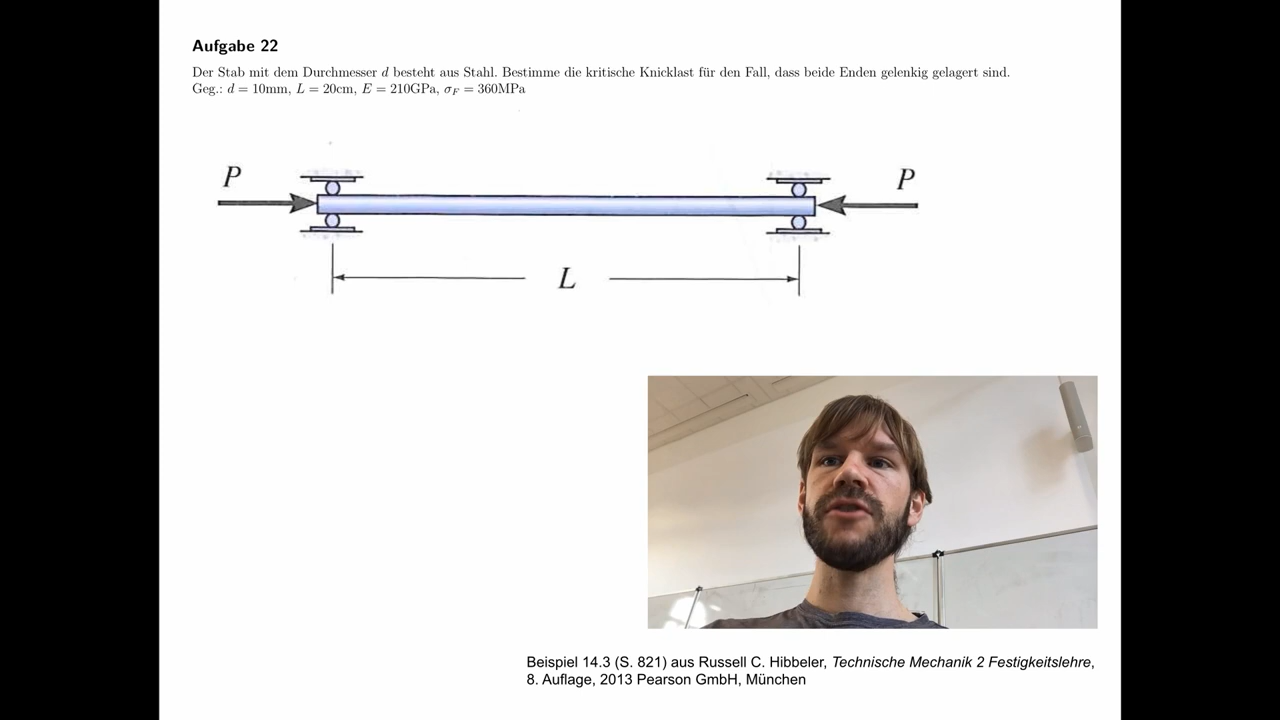 Aufgabe 22
Der Stab mit dem Durchmesser d besteht aus Stahl. Bestimme die kritische Knicklast für den Fall, dass beide Enden gelenkig gelagert sind.
Geg.: d = 10mm, L = 20cm, E = 210GPa, σ_F = 360MPa
P
P
L
Beispiel 14.3 (S. 821) aus Russell C. Hibbeler, Technische Mechanik 2 Festigkeitslehre,
8. Auflage, 2013 Pearson GmbH, München